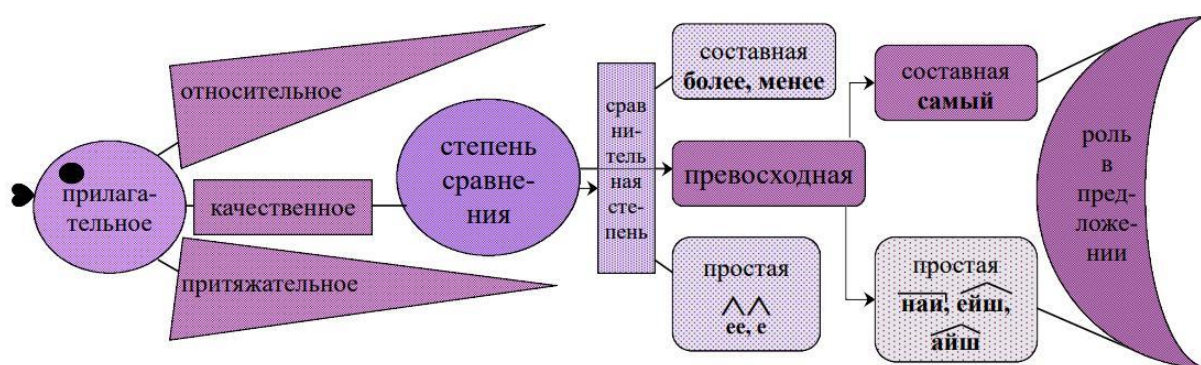 прилага-
тельное
относительное
качественное
притяжательное
степень
сравне-
ния
срав
ни-
тель
ная
сте-
пень
составная
более, менее
превосходная
простая
ее, е
составная
самый
простая
наи, ейш,
айш
роль
в
пред-
ложе-
нии